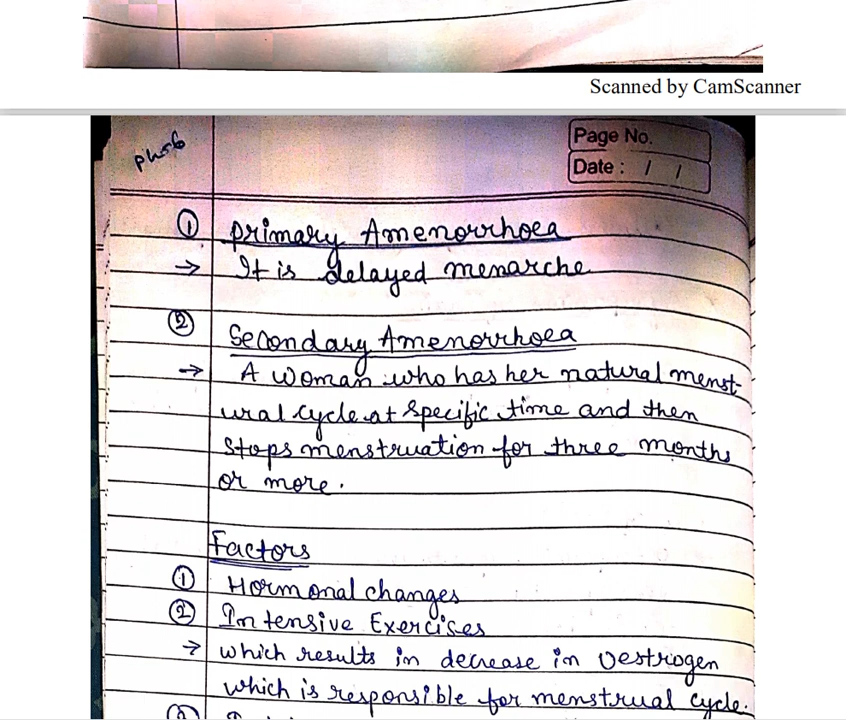 Scanned by CamScanner
Page No.
Date : / /
① Primary Amenorrhoea
→ It is delayed menarche
② Secondary Amenorrhoea
→ A woman who has her natural menst-
ural cycle at specific time and then
stops menstruation for three months
or more.
Factors
① Hormonal changes
② Intensive Exercises
→ which results in decrease in oestrogen
which is responsible for menstrual cycle.